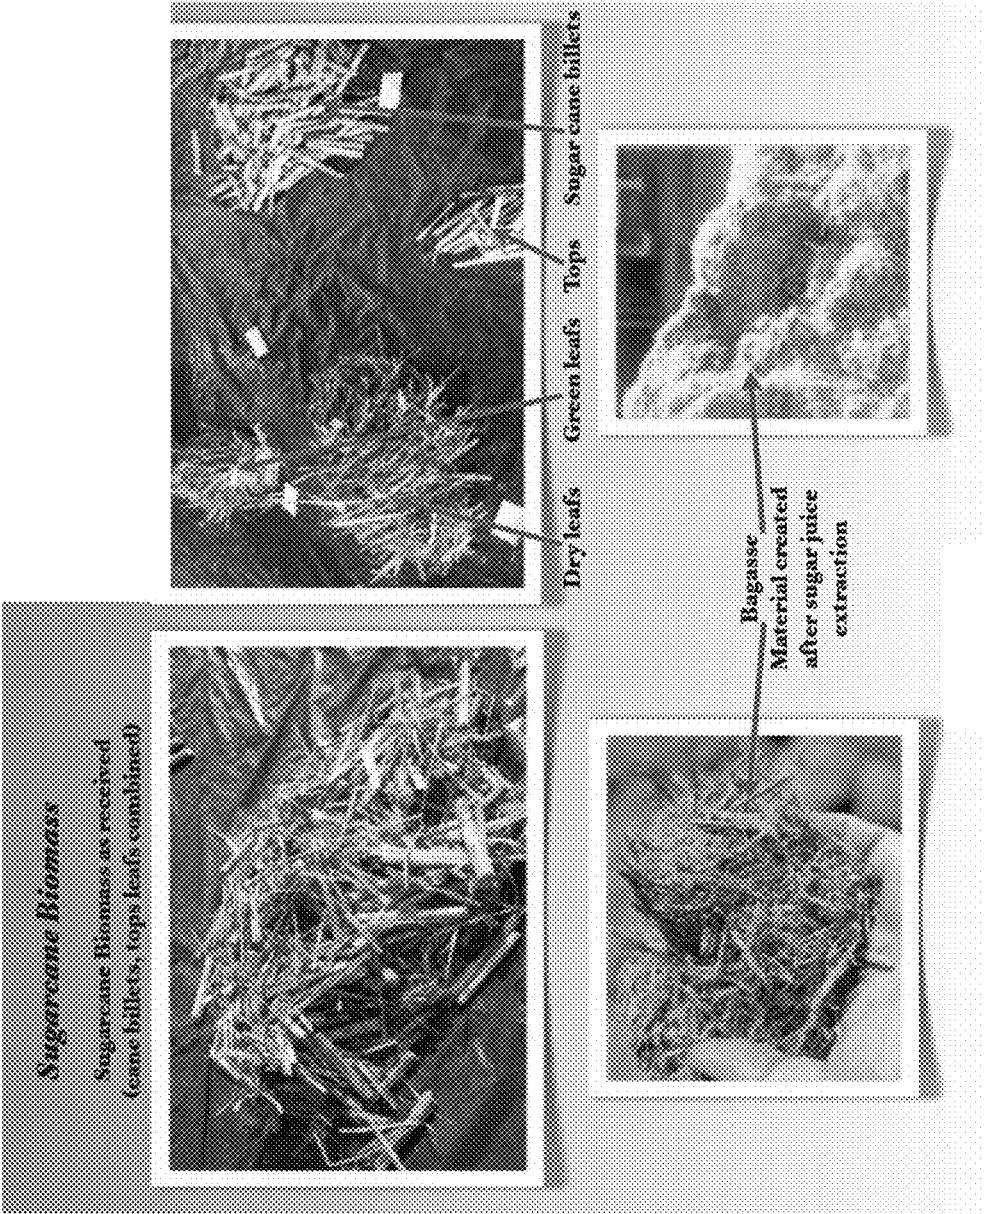 Sugarcane Biomass
Sugarcane Biomass as received
(cane billets, tops leafs combined)
Dry leafs
Green leafs
Tops
Sugar cane billets
Bagasse
Material created
after sugar juice
extraction